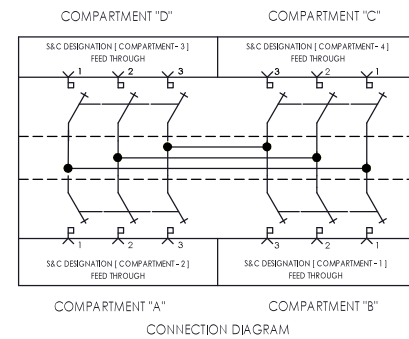 COMPARTMENT "D" COMPARTMENT "C"
S&C DESIGNATION [ COMPARTMENT- 3 ] S&C DESIGNATION [ COMPARTMENT- 4 ]
FEED THROUGH FEED THROUGH
1 2 3 3 2 1
1 2 3 3 2 1
S&C DESIGNATION [ COMPARTMENT- 2 ] S&C DESIGNATION [ COMPARTMENT- 1 ]
FEED THROUGH FEED THROUGH
COMPARTMENT "A" COMPARTMENT "B"
CONNECTION DIAGRAM